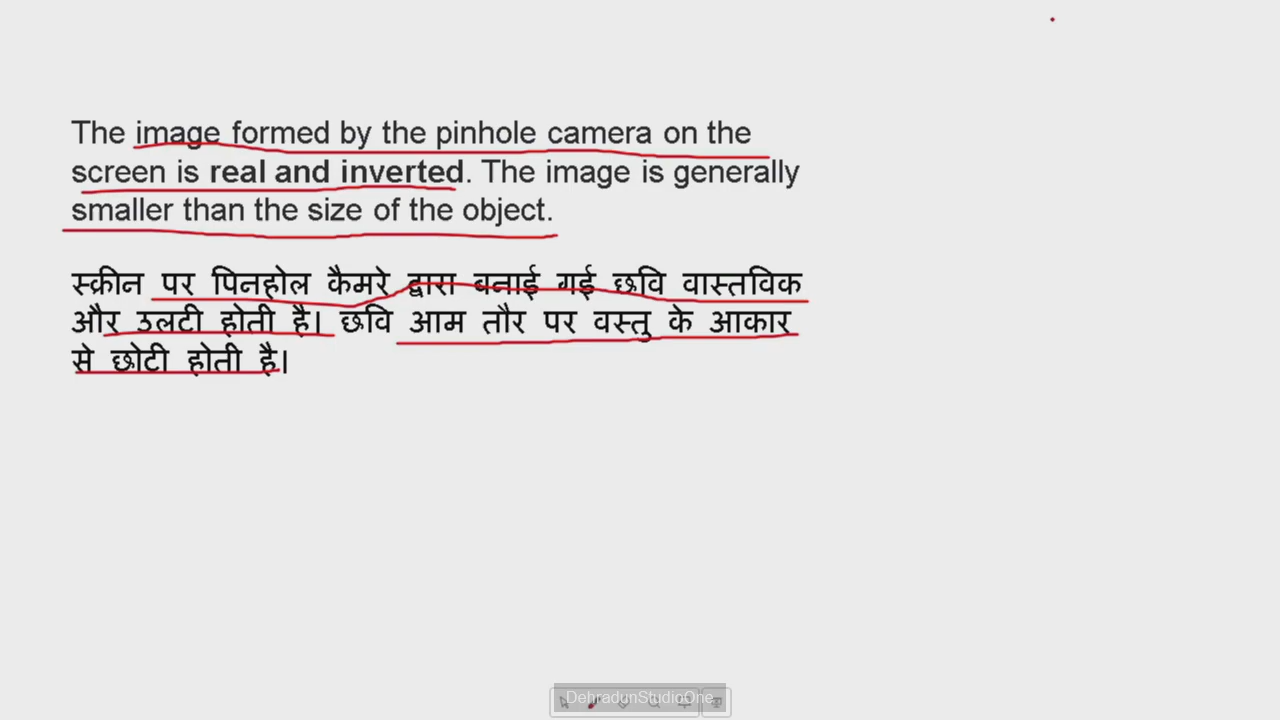 The image formed by the pinhole camera on the
screen is real and inverted. The image is generally
smaller than the size of the object.
स्क्रीन पर पिनहोल कैमरे द्वारा बनाई गई छवि वास्तविक
और उलटी होती है। छवि आम तौर पर वस्तु के आकार
से छोटी होती है।
DehradunStudioOne